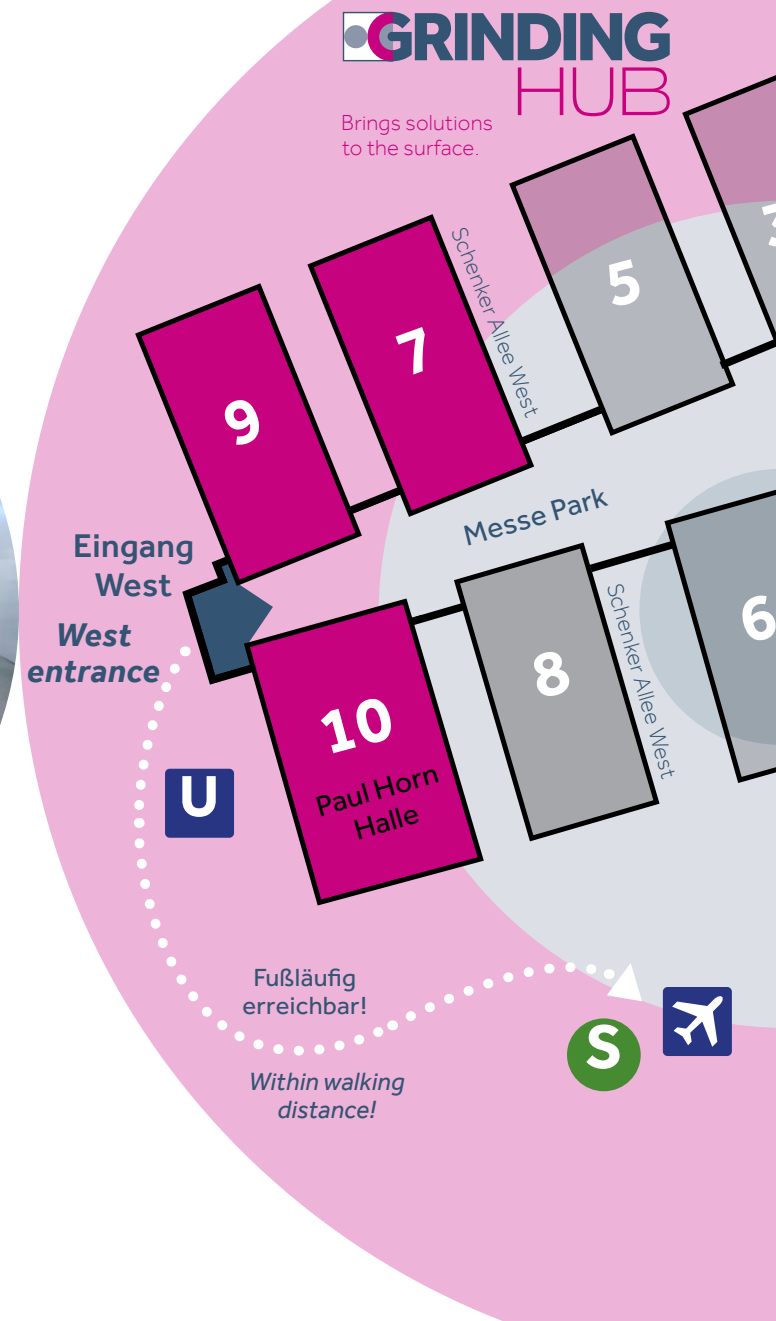 GRINDING
HUB
Brings solutions
to the surface.
5
7
Schenker Allee West
9
Messe Park
Eingang
West
West
entrance
6
8
Schenker Allee West
10
Paul Horn
Halle
U
Fußläufig
erreichbar!
S
Within walking
distance!